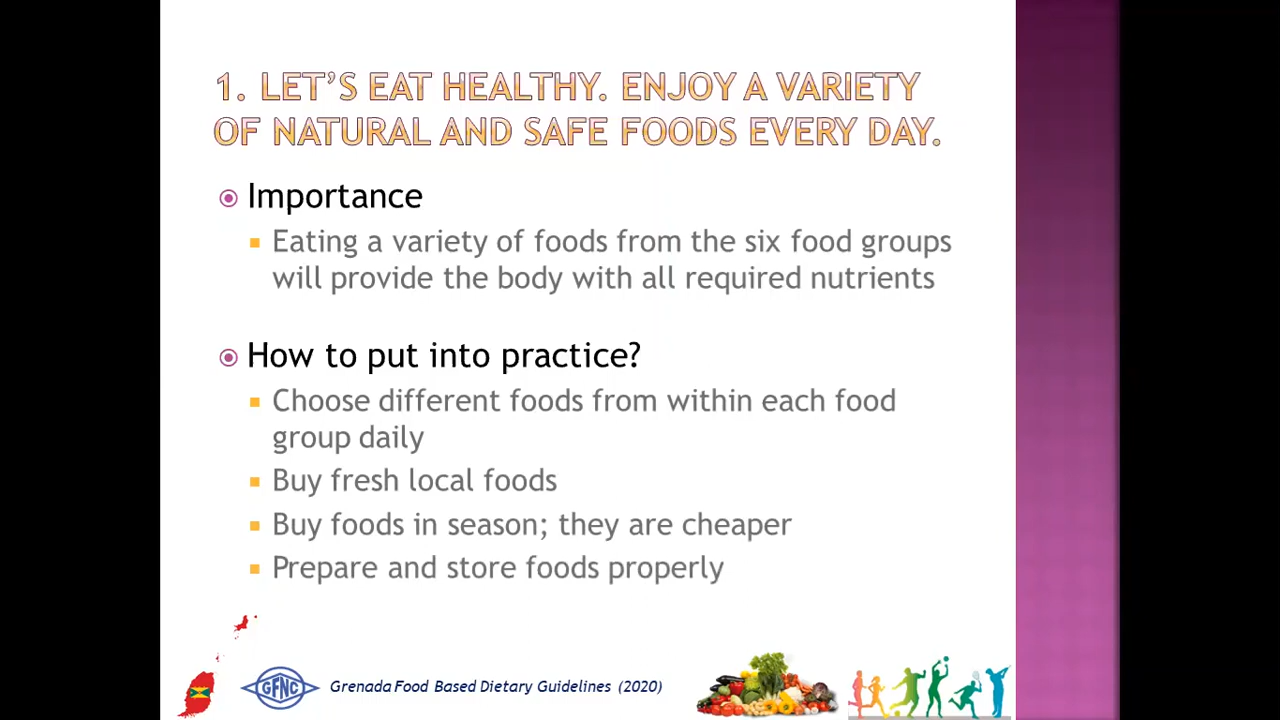 1. LET’S EAT HEALTHY. ENJOY A VARIETY
OF NATURAL AND SAFE FOODS EVERY DAY.
Importance
Eating a variety of foods from the six food groups
will provide the body with all required nutrients
How to put into practice?
Choose different foods from within each food
group daily
Buy fresh local foods
Buy foods in season; they are cheaper
Prepare and store foods properly
GFNC
Grenada Food Based Dietary Guidelines (2020)